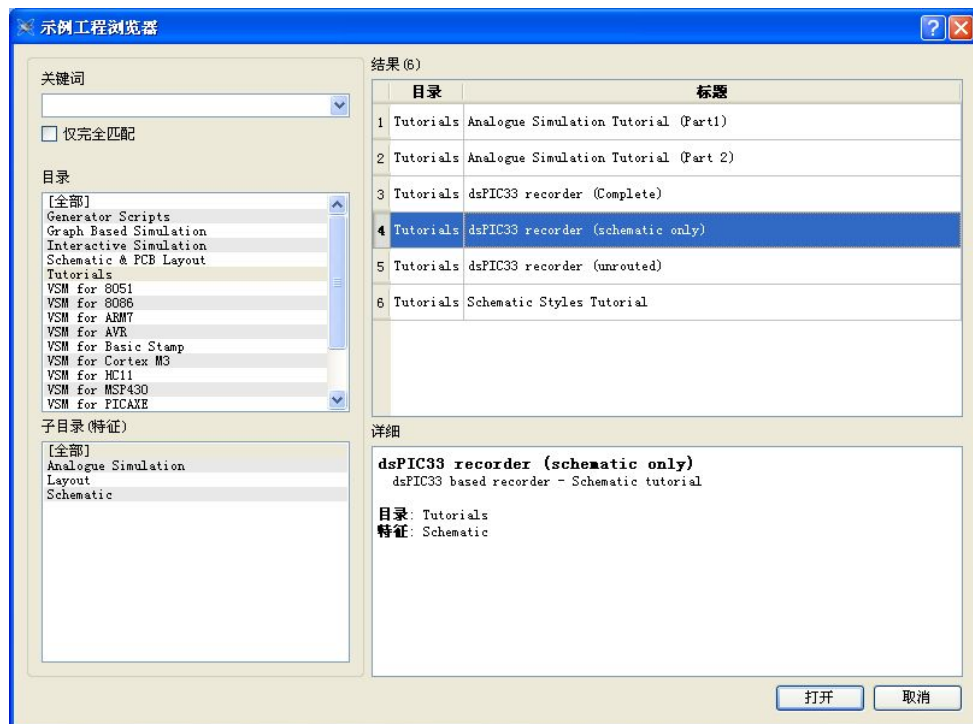 示例工程浏览器
关键词
仅完全匹配
目录
[全部]
Generator Scripts
Graph Based Simulation
Interactive Simulation
Schematic & PCB Layout
Tutorials
VSM for 8051
VSM for 8086
VSM for ARM7
VSM for AVR
VSM for Basic Stamp
VSM for Cortex M3
VSM for HC11
VSM for MSP430
VSM for PICAXE
子目录(特征)
[全部]
Analogue Simulation
Layout
Schematic
结果(6)
目录 标题
1 Tutorials Analogue Simulation Tutorial (Part1)
2 Tutorials Analogue Simulation Tutorial (Part 2)
3 Tutorials dsPIC33 recorder (Complete)
4 Tutorials dsPIC33 recorder (schematic only)
5 Tutorials dsPIC33 recorder (unrouted)
6 Tutorials Schematic Styles Tutorial
详细
dsPIC33 recorder (schematic only)
dsPIC33 based recorder - Schematic tutorial
目录: Tutorials
特征: Schematic
打开 取消